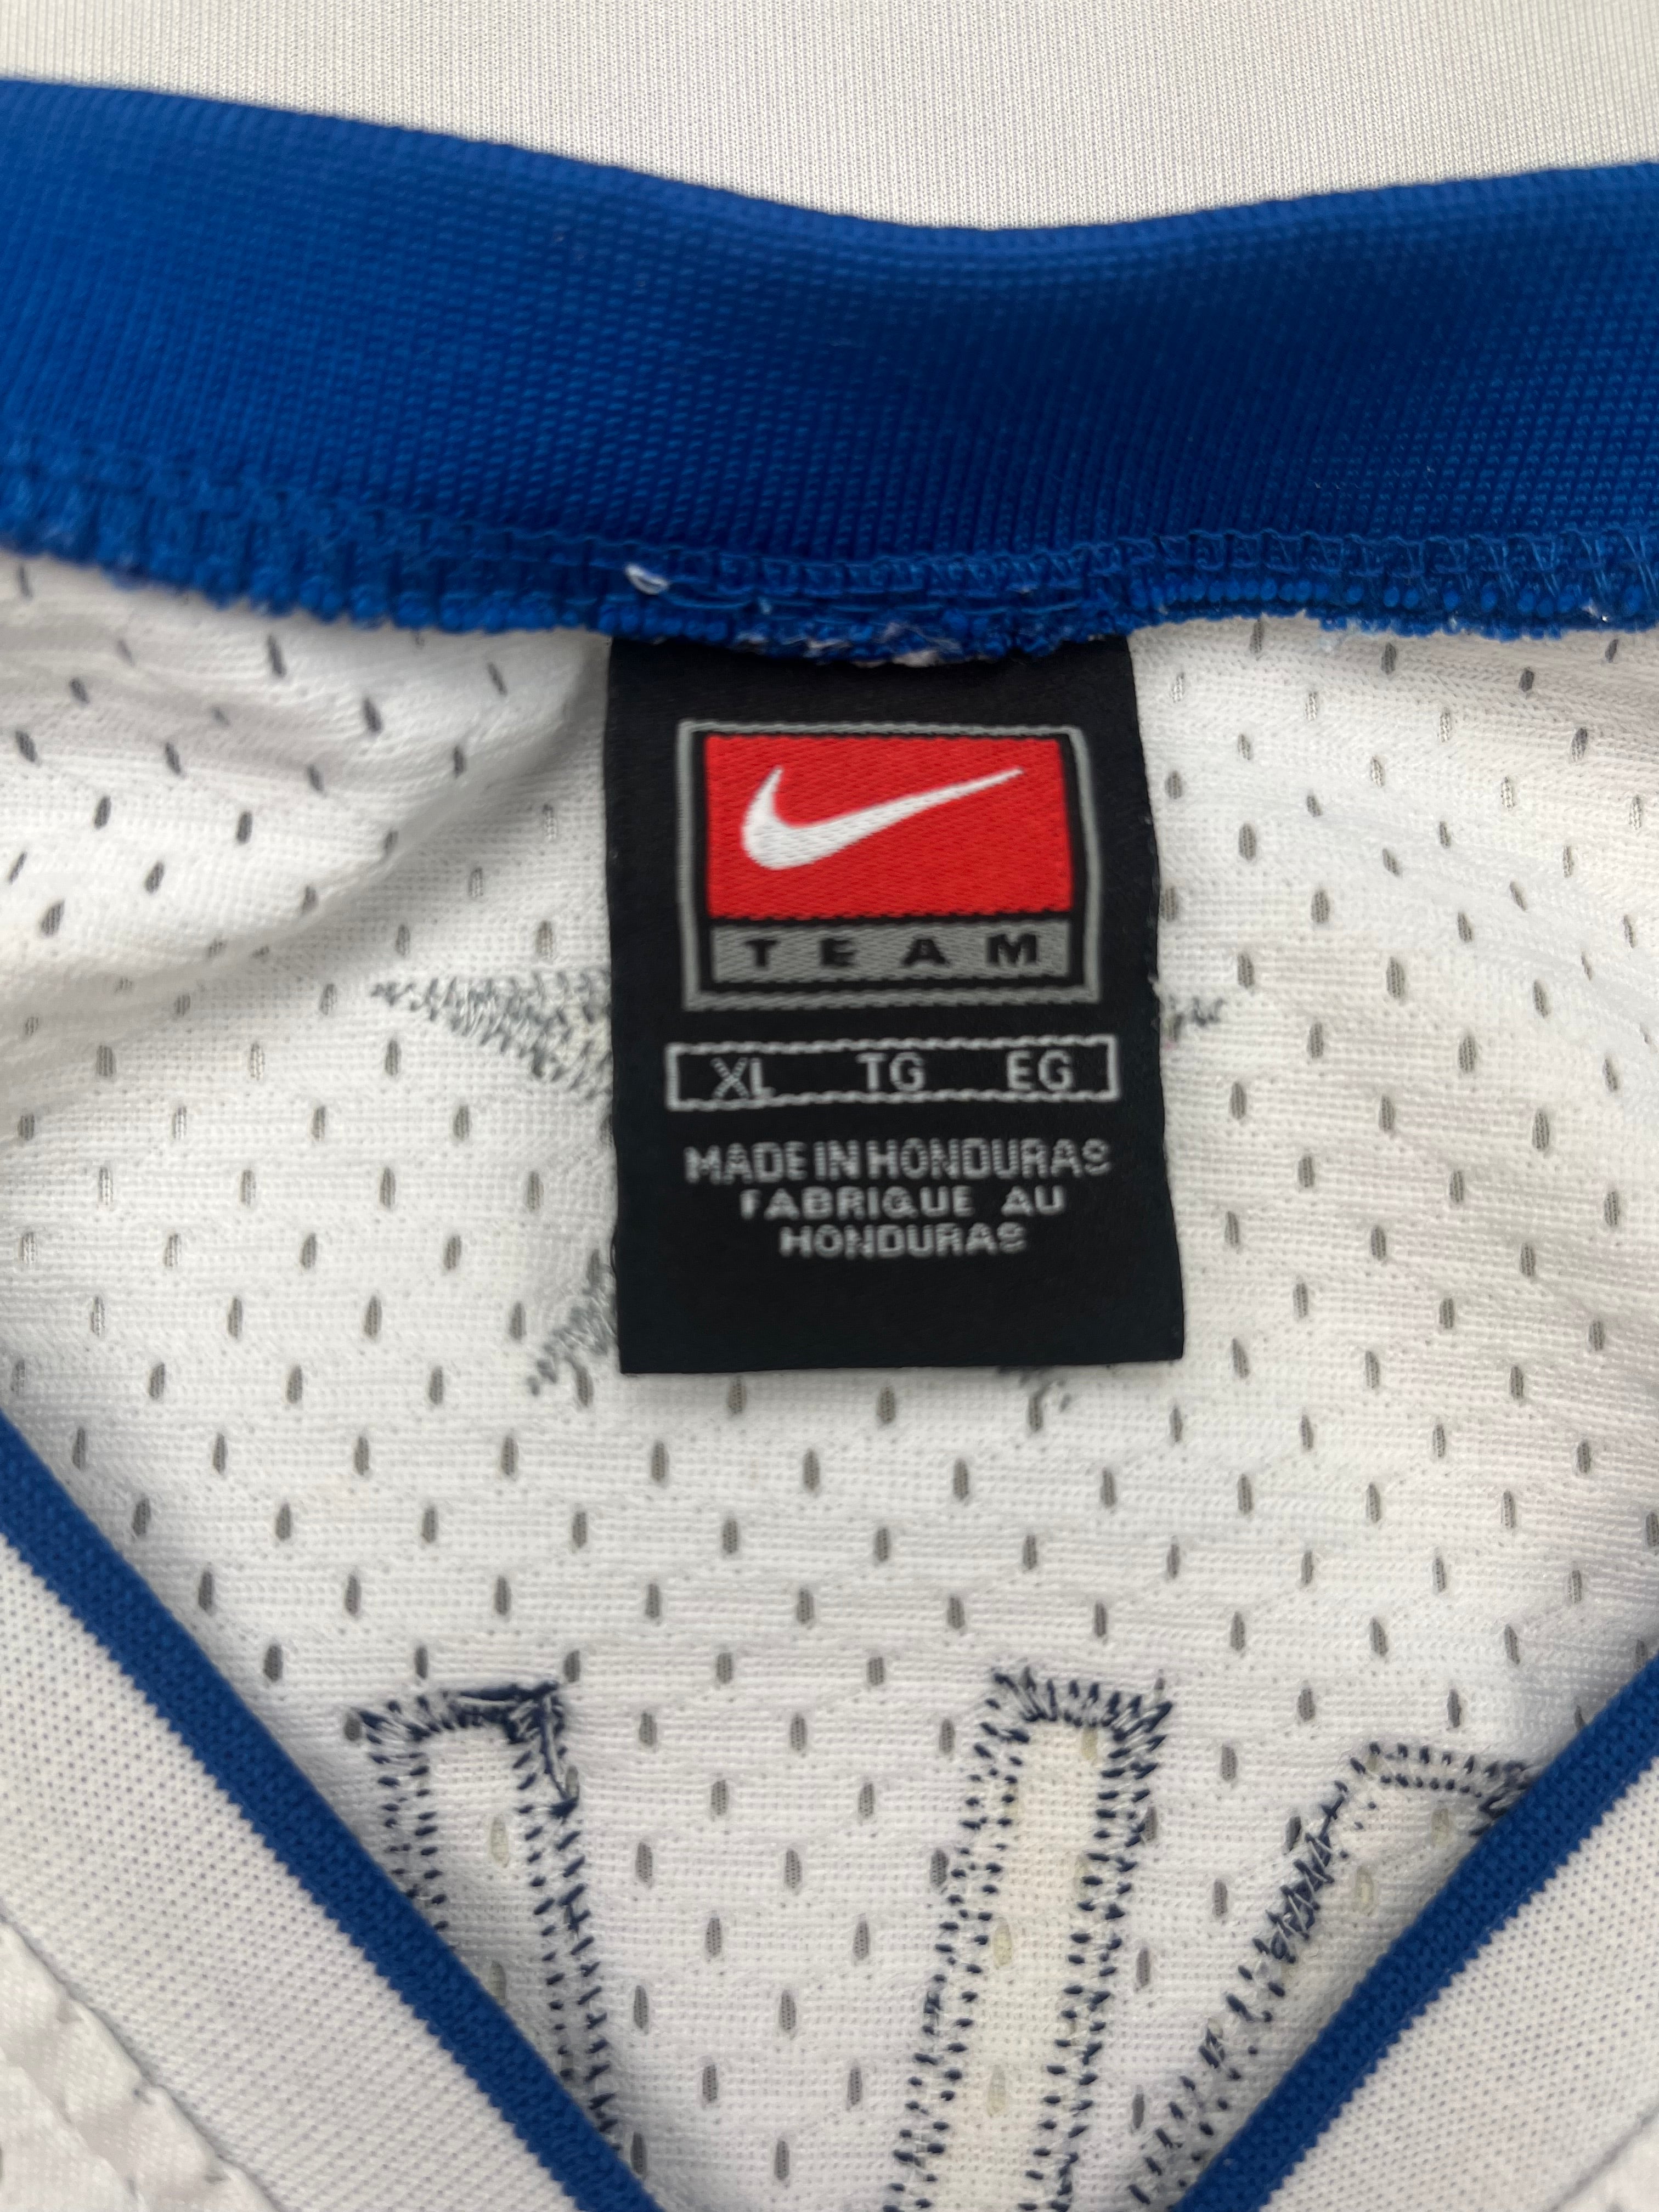 TEAM
XL TG EG
MADE IN HONDURAS
FABRIQUE AU
HONDURAS